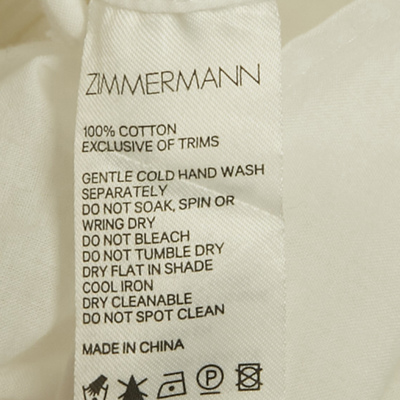 ZIMMERMANN
100% COTTON
EXCLUSIVE OF TRIMS
GENTLE COLD HAND WASH
SEPARATELY
DO NOT SOAK, SPIN OR
WRING DRY
DO NOT BLEACH
DO NOT TUMBLE DRY
DRY FLAT IN SHADE
COOL IRON
DRY CLEANABLE
DO NOT SPOT CLEAN
MADE IN CHINA
P